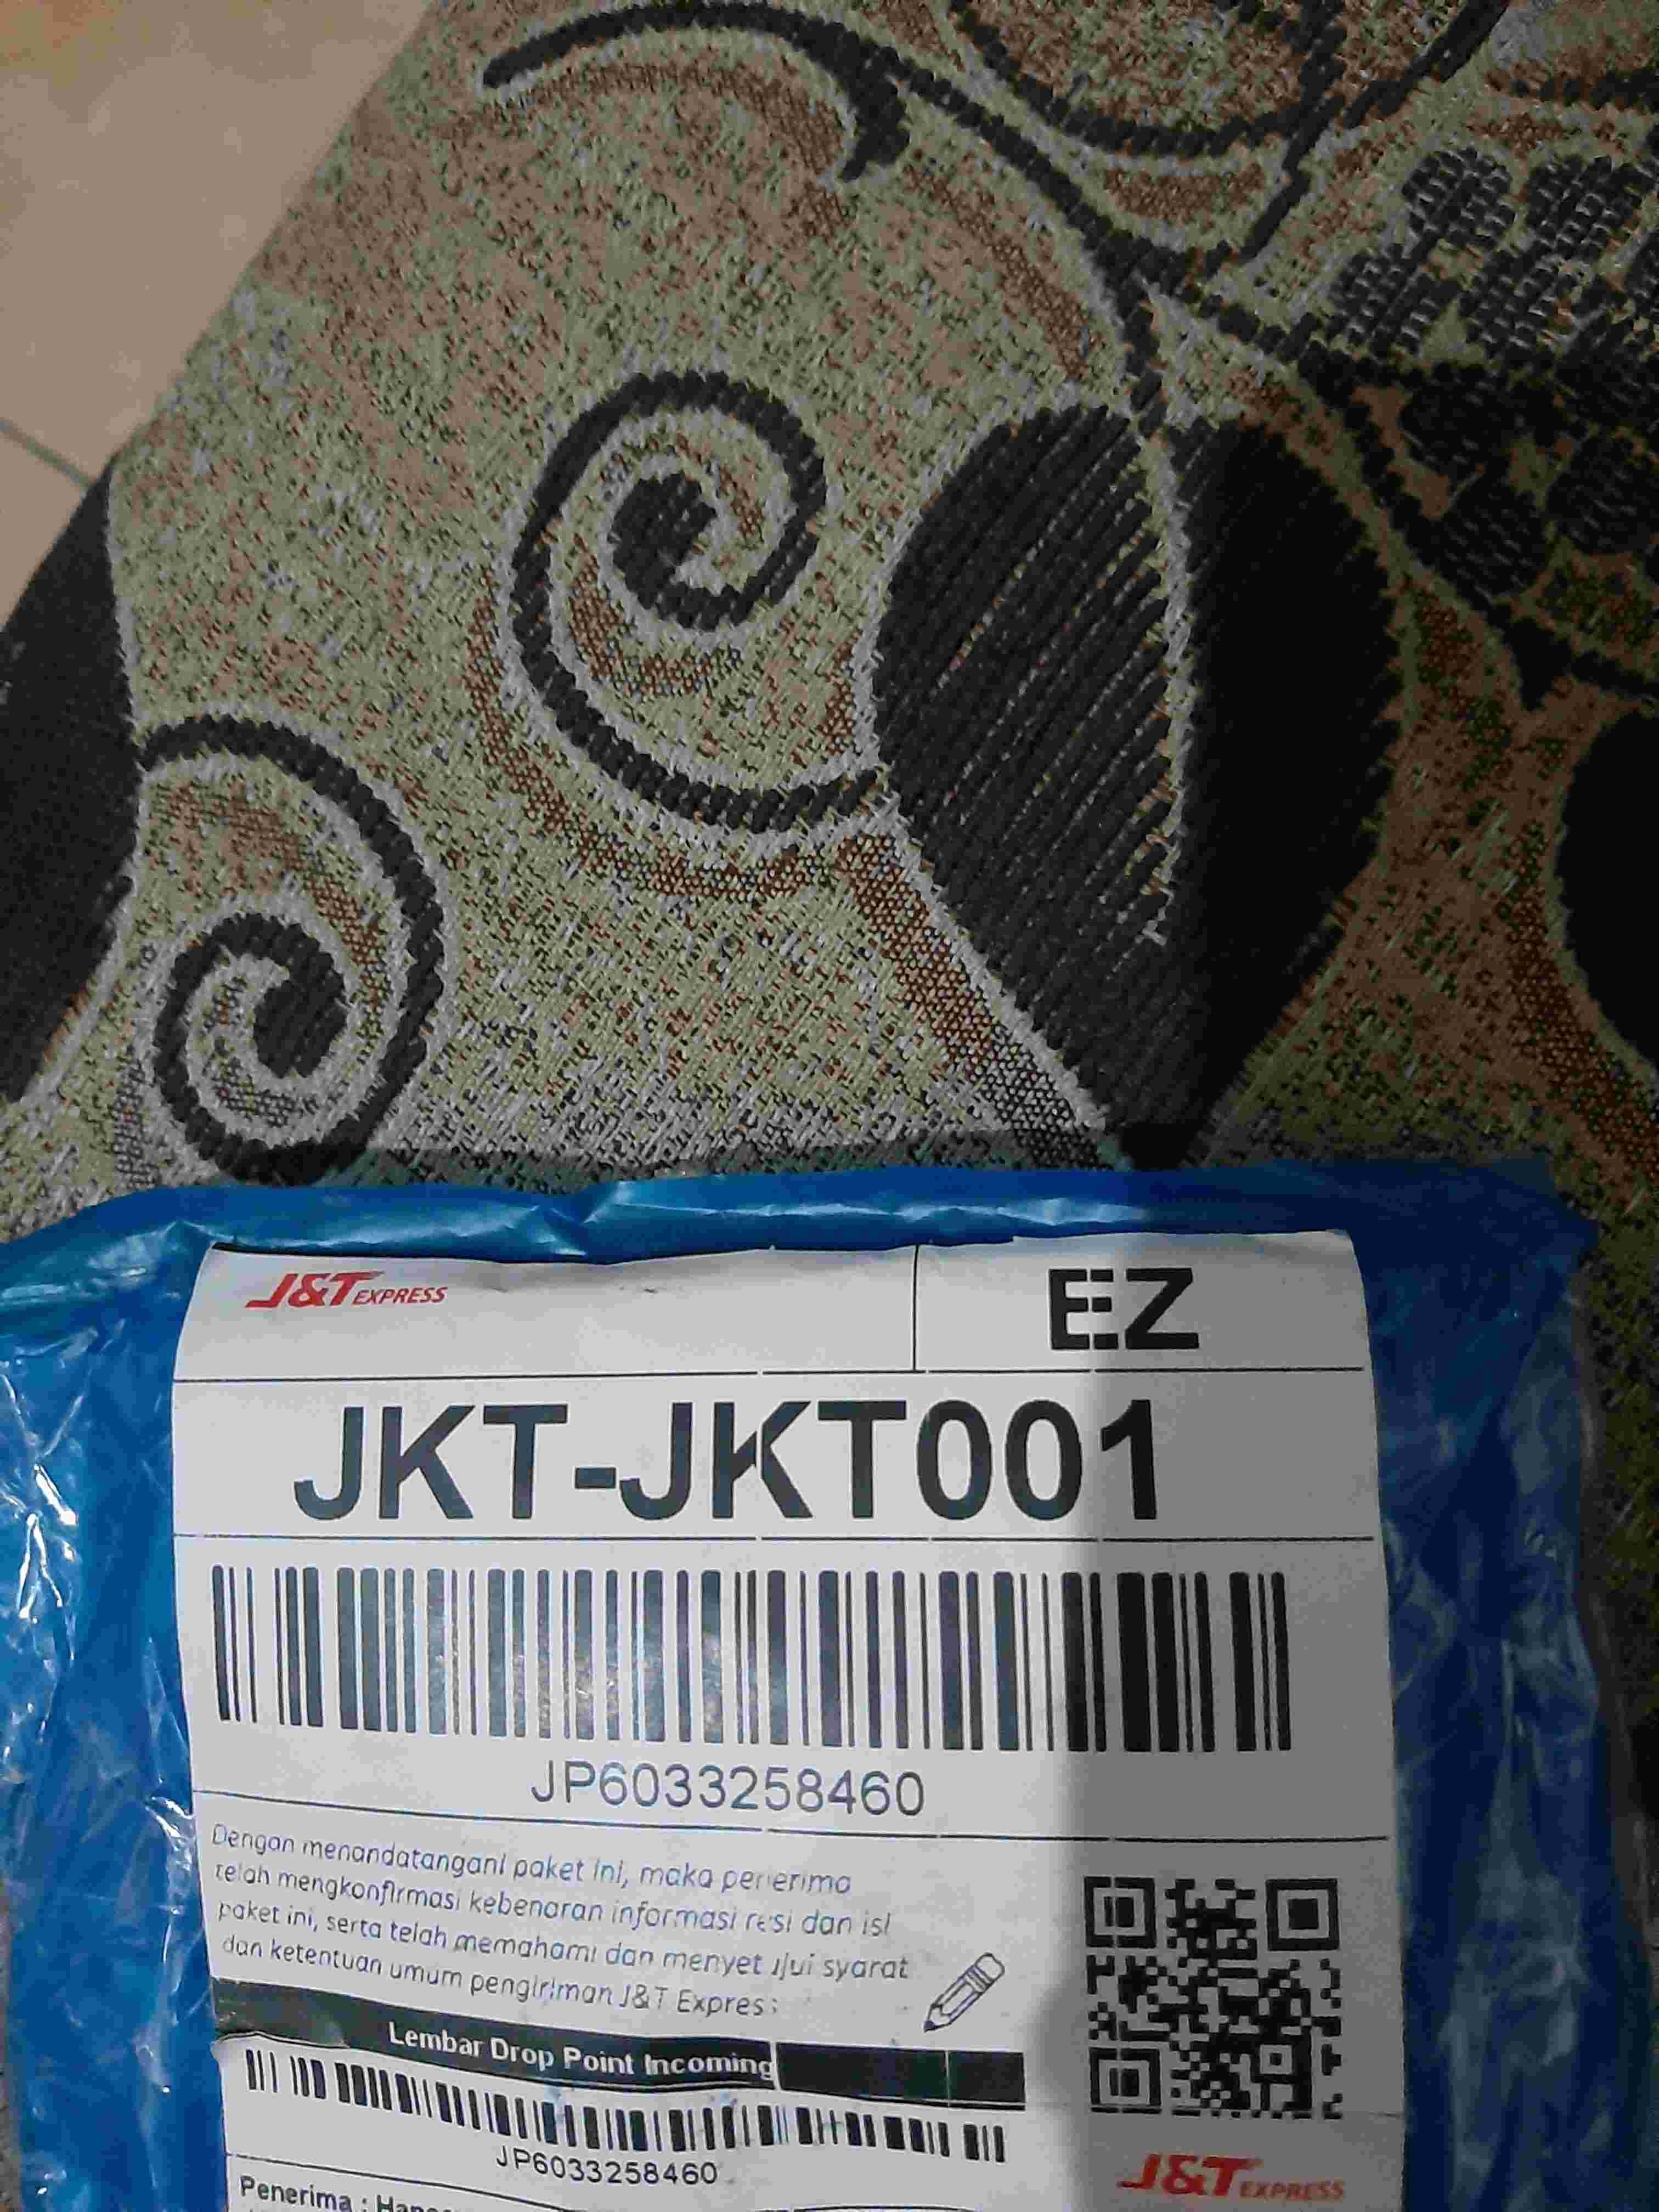 J&T EXPRESS
EZ
JKT-JKT001
JP6033258460
Dengan menandatangani paket ini, maka penerima
telah mengkonfirmasi kebenaran informasi resi dan isi
paket ini, serta telah memahami dan menyetujui syarat
dan ketentuan umum pengiriman J&T Express
Lembar Drop Point Incoming
JP6033258460
J&T EXPRESS
Penerima :